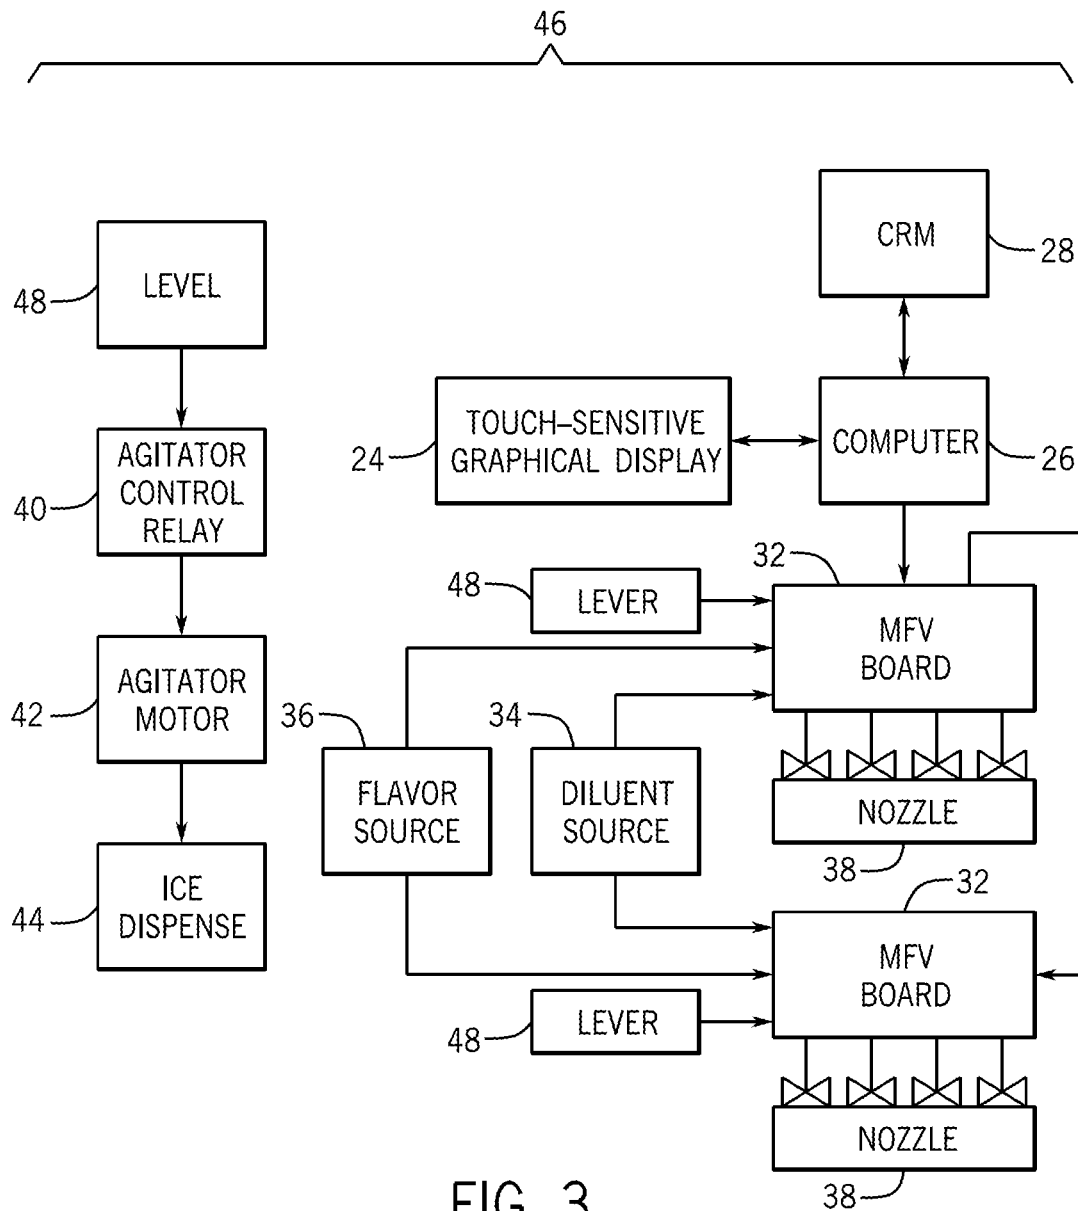 46
LEVEL
48
AGITATOR
CONTROL
RELAY
40
AGITATOR
MOTOR
42
ICE
DISPENSE
44
CRM
28
TOUCH–SENSITIVE
GRAPHICAL DISPLAY
24
COMPUTER
26
32
48
LEVER
MFV
BOARD
36
34
FLAVOR
SOURCE
DILUENT
SOURCE
NOZZLE
38
32
MFV
BOARD
48
LEVER
NOZZLE
38
FIG. 3